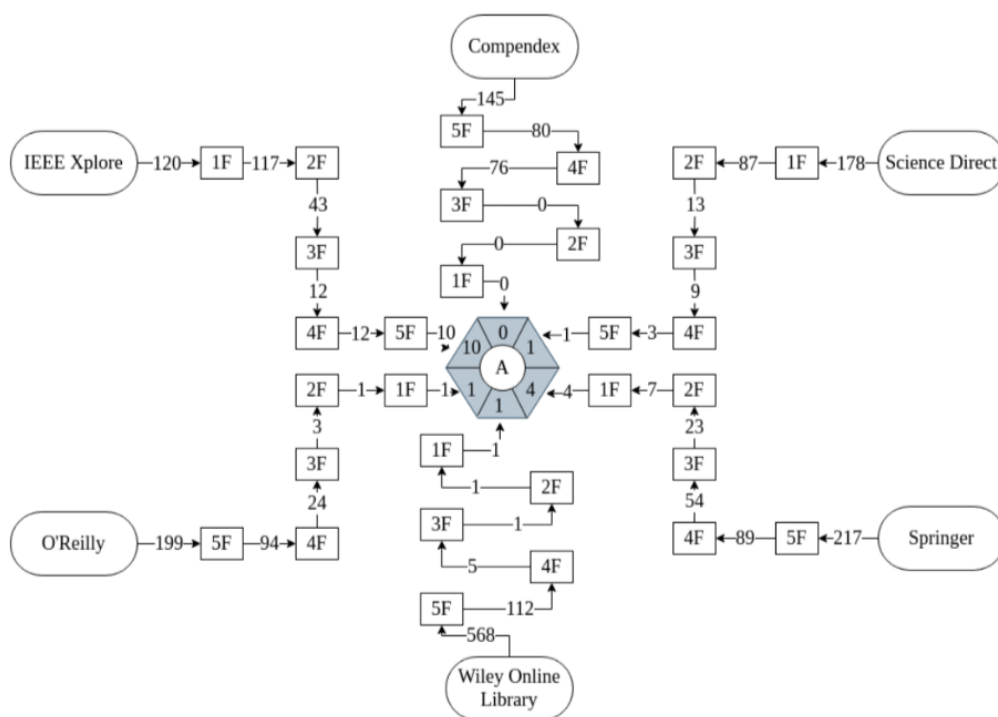 Compendex
145
5F
80
4F
76
3F
0
2F
0
1F
0
IEEE Xplore
120
1F
117
2F
43
3F
12
4F
12
5F
10
Science Direct
178
1F
87
2F
13
3F
9
4F
3
5F
1
0
10
1
A
1
4
1
O'Reilly
199
5F
94
4F
24
3F
3
2F
1
1F
1
Springer
217
5F
89
4F
54
3F
23
2F
7
1F
4
1
1F
1
2F
1
3F
5
4F
112
5F
568
Wiley Online
Library